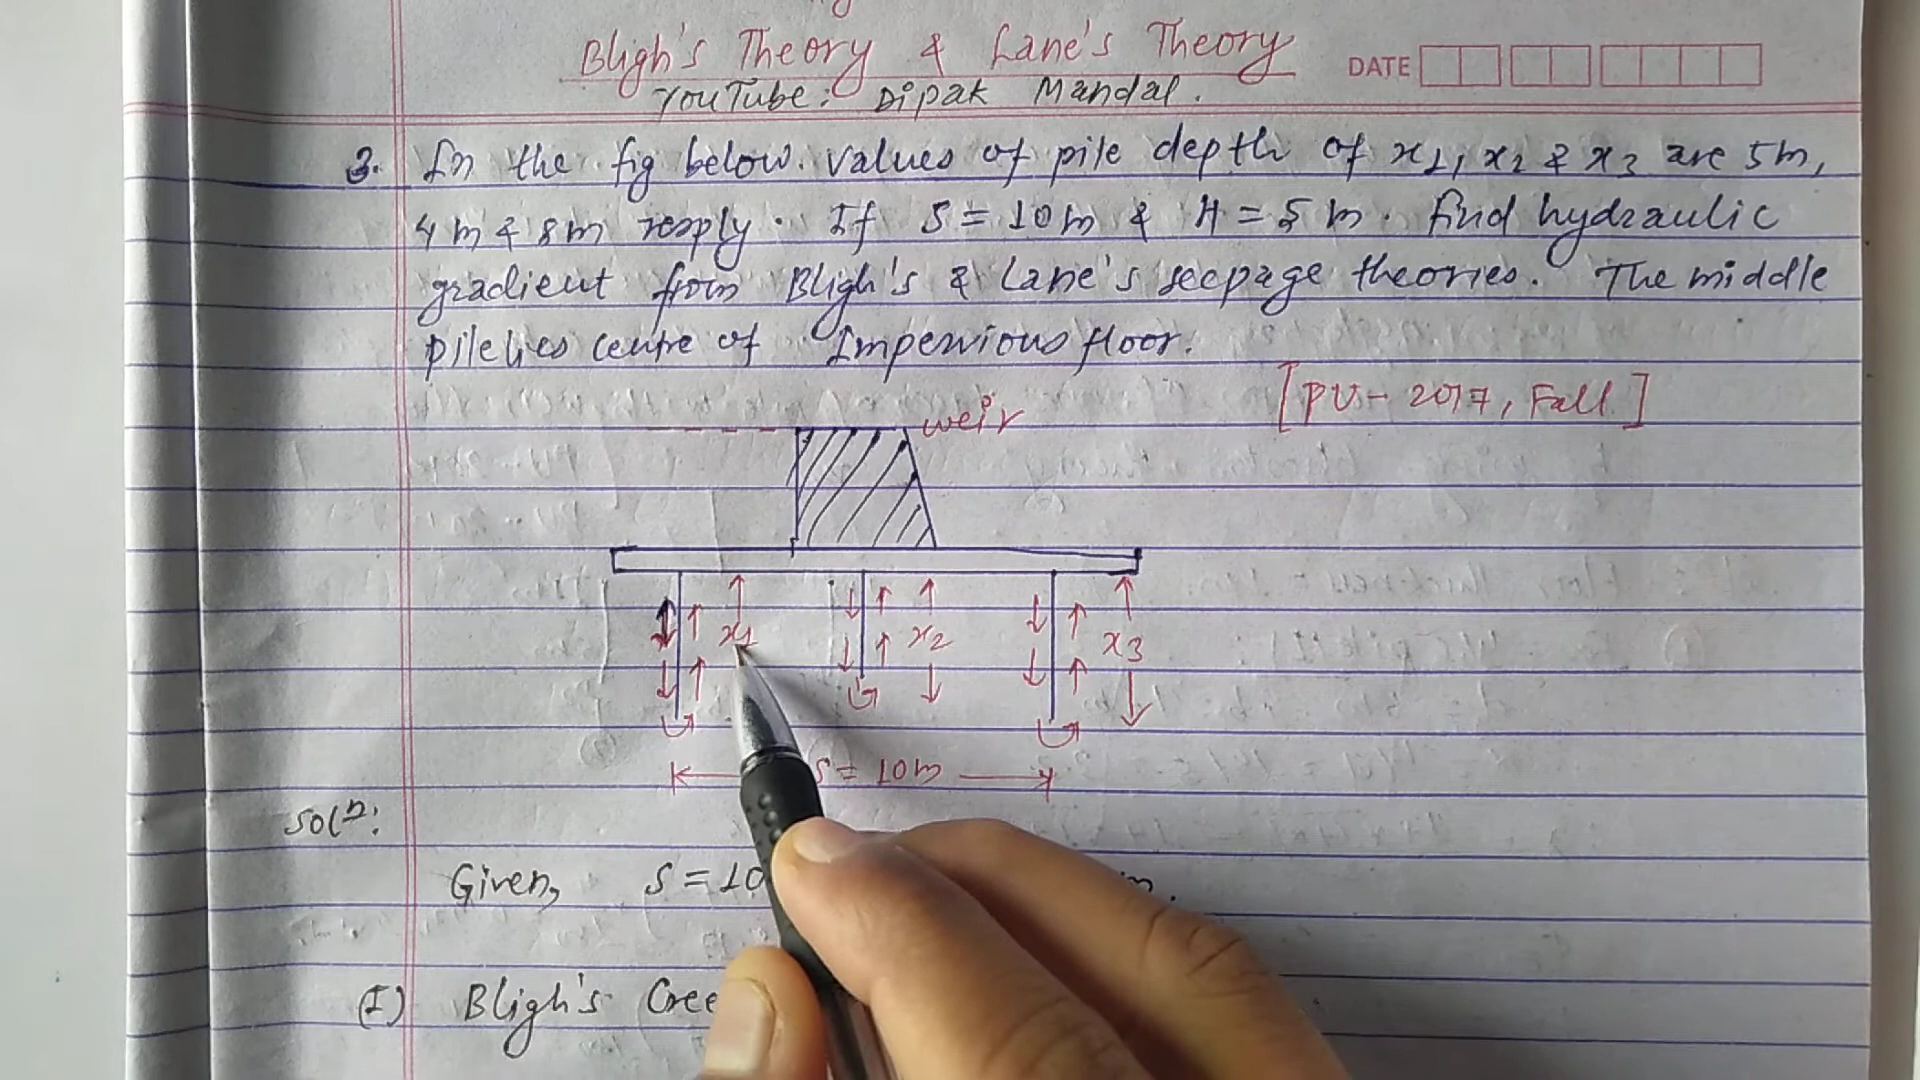 Bligh's Theory & Lane's Theory
DATE
YouTube: Dipak Mandal.
3. In the fig below. values of pile depth of x1, x2 & x3 are 5m,
4m & 8m resply. If S = 10m & H = 5m. find hydraulic
gradient from Bligh's & Lane's seepage theories. The middle
pile lies centre of Impervious floor.
[PU- 2017, Fall]
weir
x1 x2 x3
S = 10m
Soln:
Given, S = 10 m.
(I) Bligh's Cree